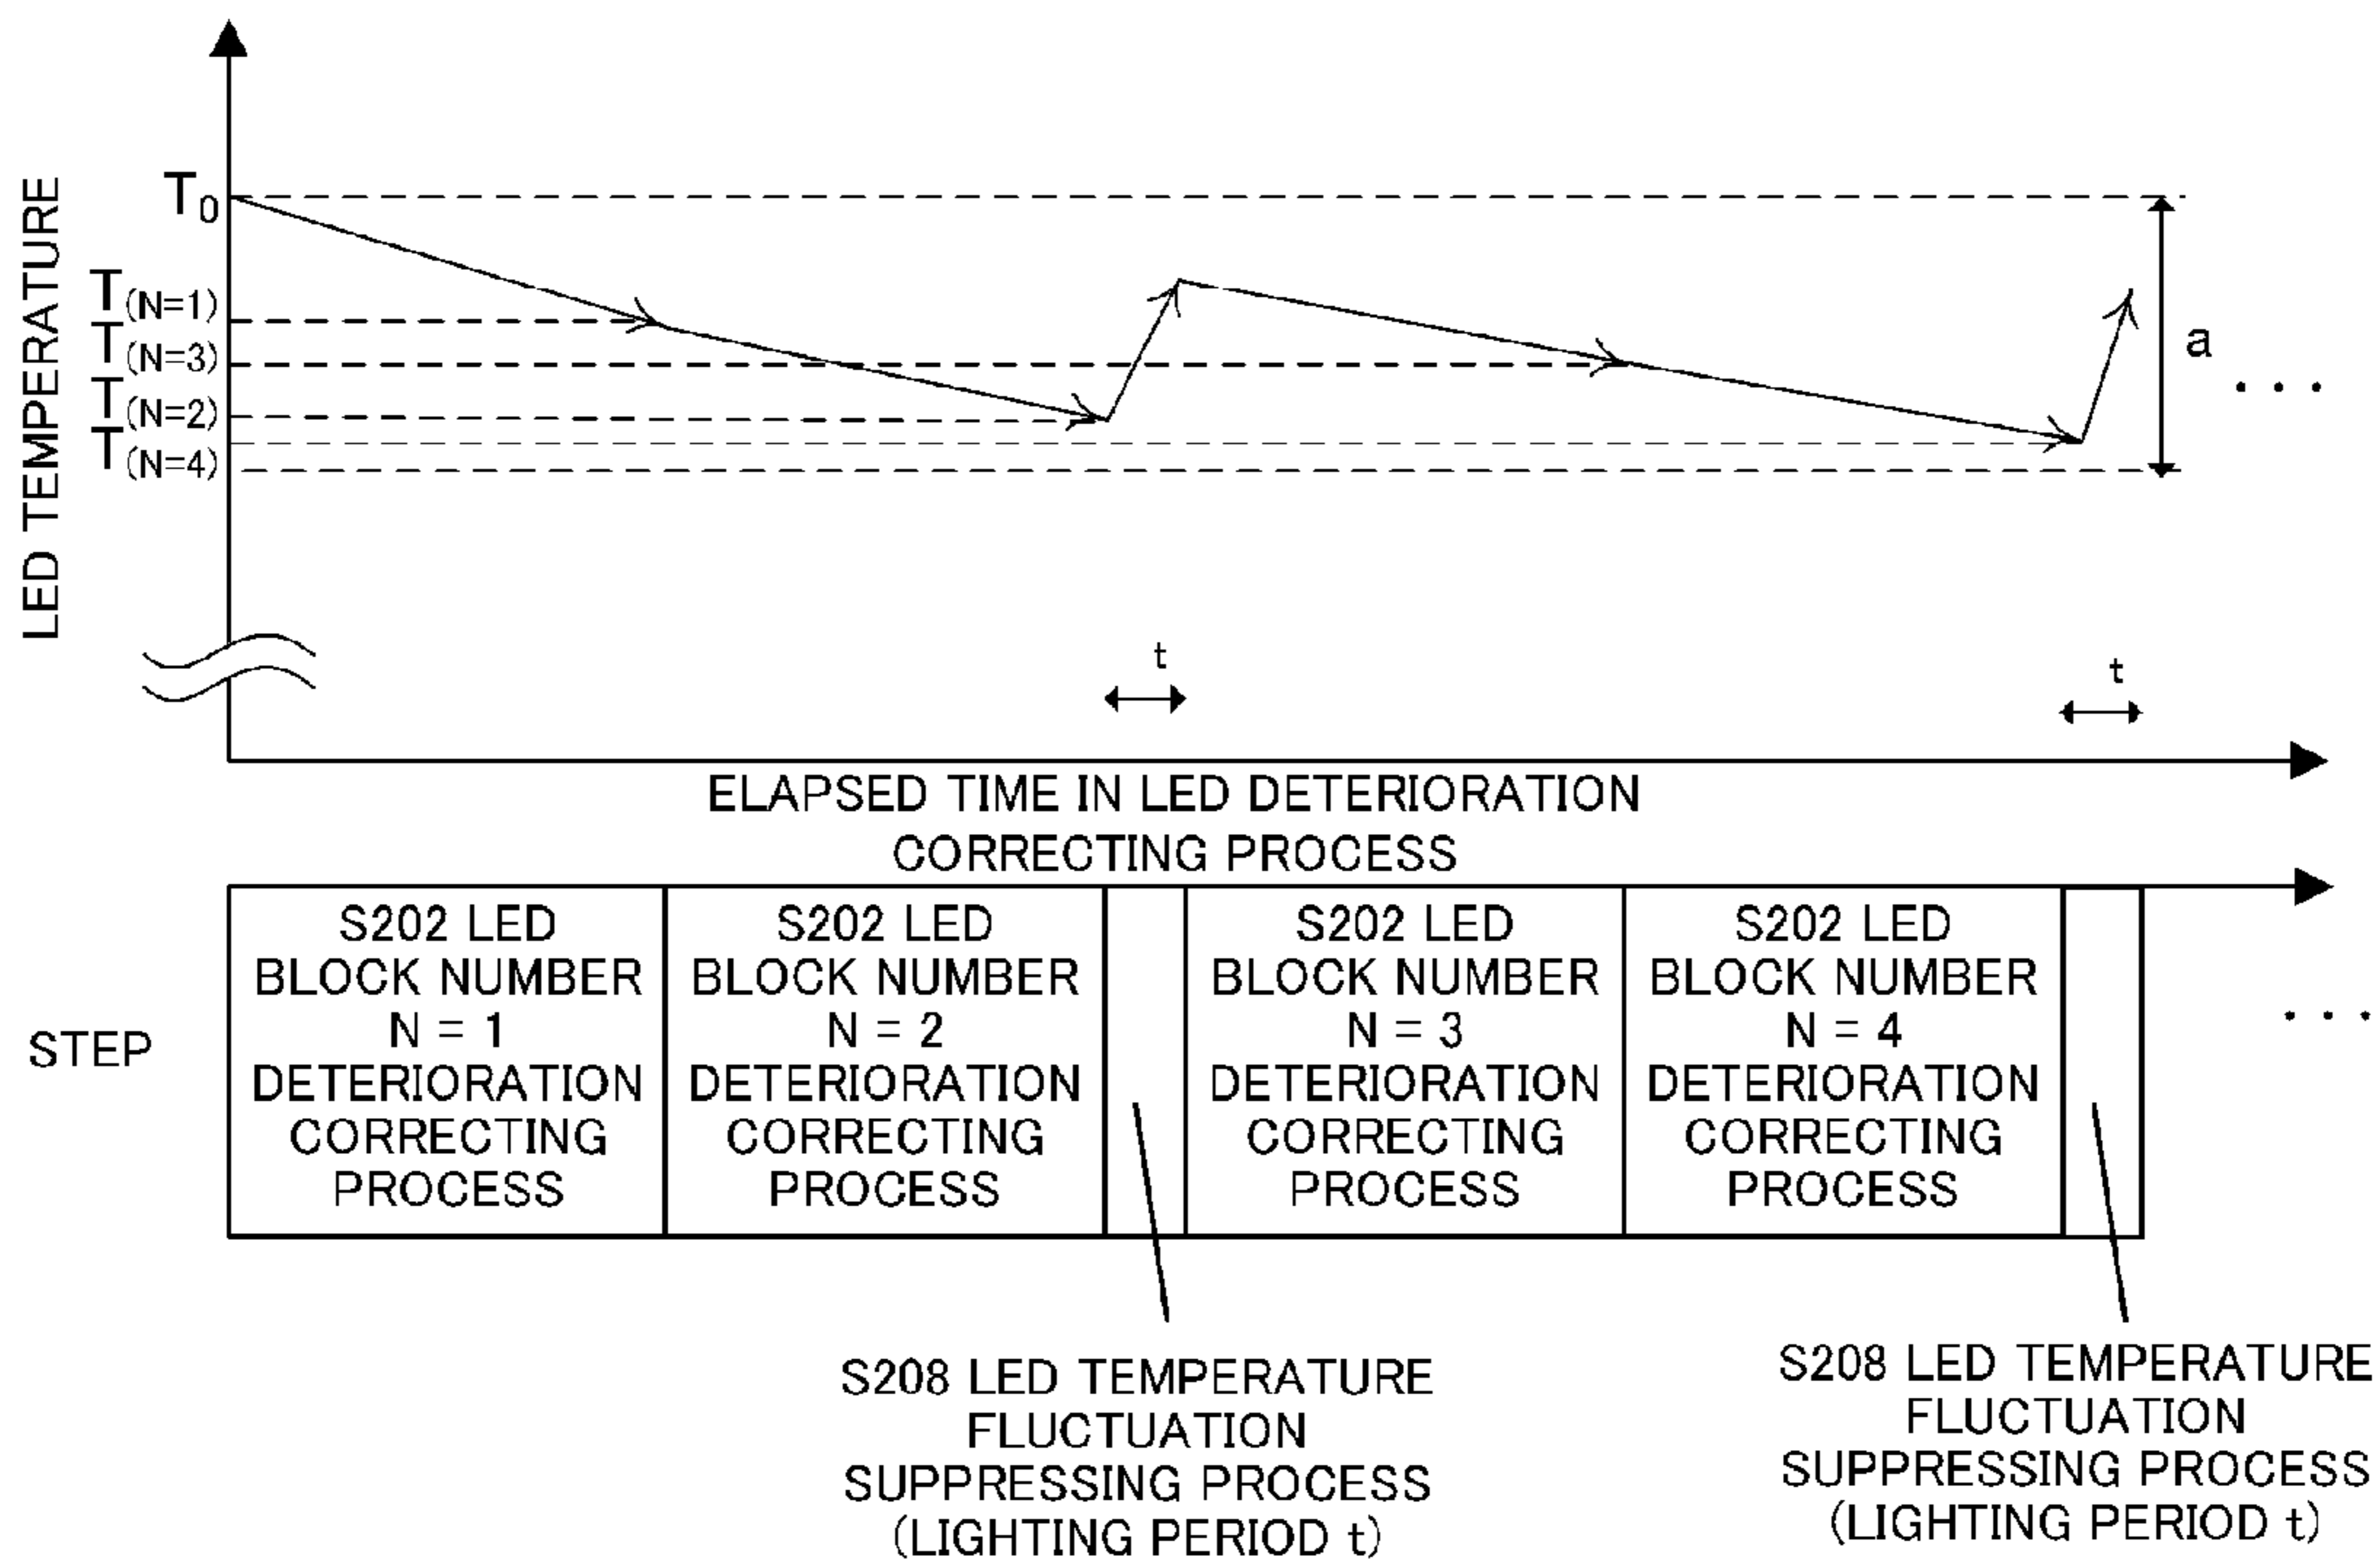 LED TEMPERATURE
T0
T(N=1)
T(N=3)
T(N=2)
T(N=4)
a
. . .
t
t
ELAPSED TIME IN LED DETERIORATION
CORRECTING PROCESS
STEP
S202 LED
BLOCK NUMBER
N = 1
DETERIORATION
CORRECTING
PROCESS
S202 LED
BLOCK NUMBER
N = 2
DETERIORATION
CORRECTING
PROCESS
S202 LED
BLOCK NUMBER
N = 3
DETERIORATION
CORRECTING
PROCESS
S202 LED
BLOCK NUMBER
N = 4
DETERIORATION
CORRECTING
PROCESS
. . .
S208 LED TEMPERATURE
FLUCTUATION
SUPPRESSING PROCESS
(LIGHTING PERIOD t)
S208 LED TEMPERATURE
FLUCTUATION
SUPPRESSING PROCESS
(LIGHTING PERIOD t)